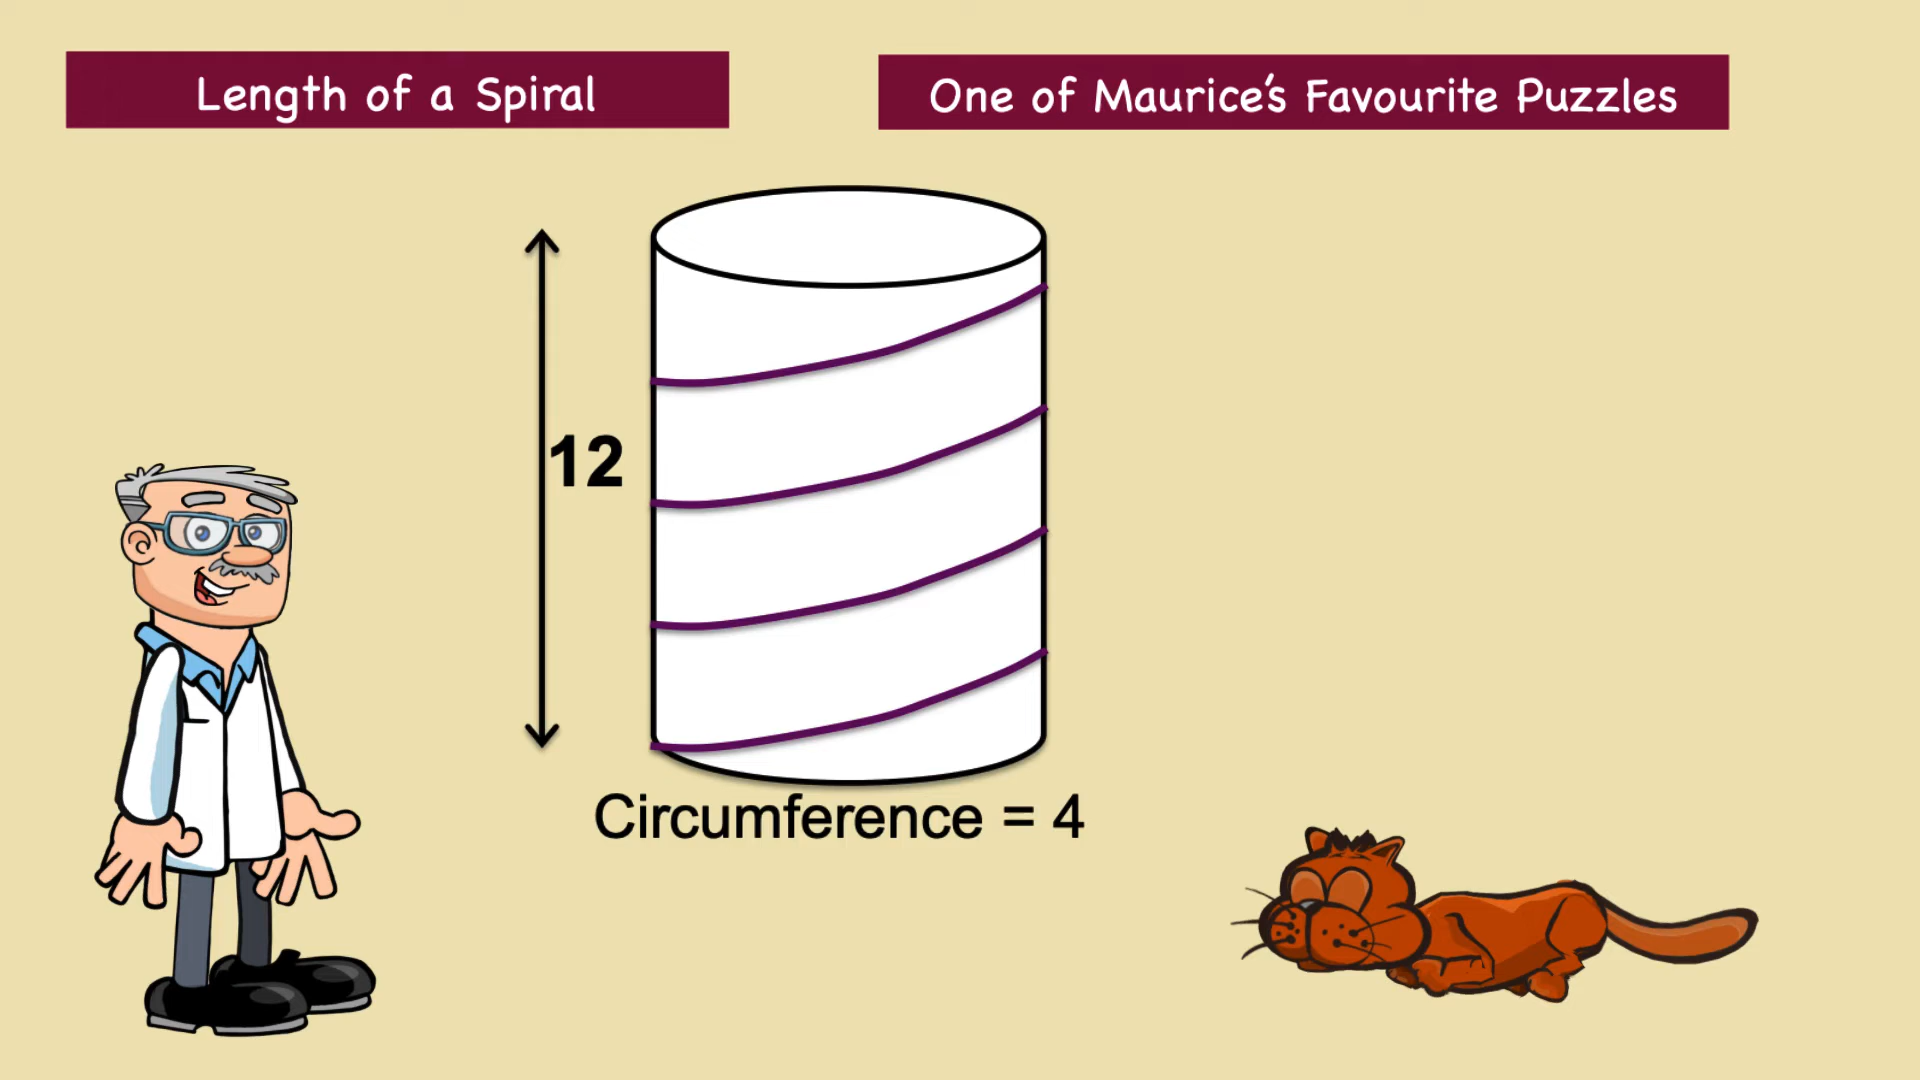 Length of a Spiral
One of Maurice's Favourite Puzzles
12
Circumference = 4